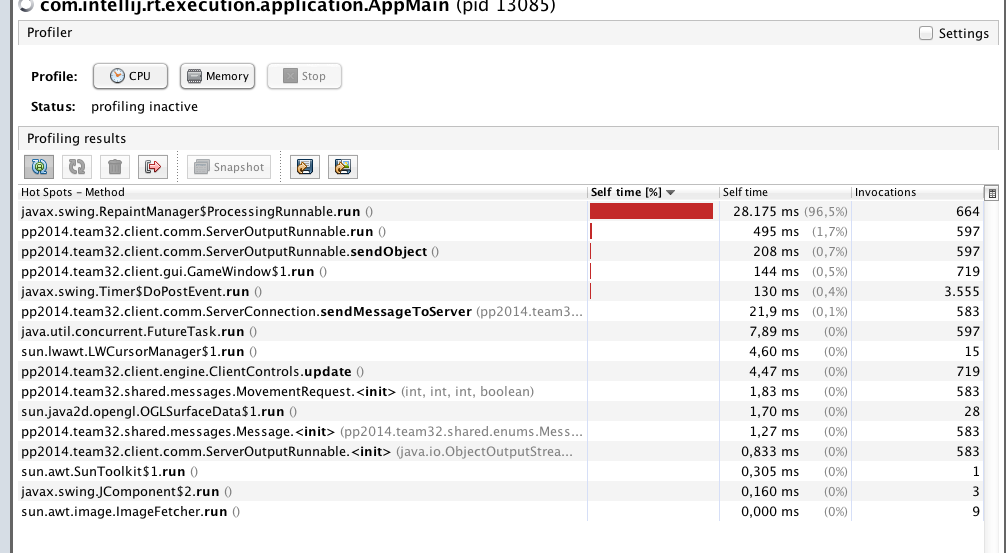 com.intellij.rt.execution.application.AppMain (pid 13085)
Profiler Settings
Profile: CPU Memory Stop
Status: profiling inactive
Profiling results
Snapshot
Hot Spots – Method Self time [%] Self time Invocations
javax.swing.RepaintManager$ProcessingRunnable.run () 28.175 ms (96,5%) 664
pp2014.team32.client.comm.ServerOutputRunnable.run () 495 ms (1,7%) 597
pp2014.team32.client.comm.ServerOutputRunnable.sendObject () 208 ms (0,7%) 597
pp2014.team32.client.gui.GameWindow$1.run () 144 ms (0,5%) 719
javax.swing.Timer$DoPostEvent.run () 130 ms (0,4%) 3.555
pp2014.team32.client.comm.ServerConnection.sendMessageToServer (pp2014.team3... 21,9 ms (0,1%) 583
java.util.concurrent.FutureTask.run () 7,89 ms (0%) 597
sun.lwawt.LWCursorManager$1.run () 4,60 ms (0%) 15
pp2014.team32.client.engine.ClientControls.update () 4,47 ms (0%) 719
pp2014.team32.shared.messages.MovementRequest.<init> (int, int, int, boolean) 1,83 ms (0%) 583
sun.java2d.opengl.OGLSurfaceData$1.run () 1,70 ms (0%) 28
pp2014.team32.shared.messages.Message.<init> (pp2014.team32.shared.enums.Mess... 1,27 ms (0%) 583
pp2014.team32.client.comm.ServerOutputRunnable.<init> (java.io.ObjectOutputStrea... 0,833 ms (0%) 583
sun.awt.SunToolkit$1.run () 0,305 ms (0%) 1
javax.swing.JComponent$2.run () 0,160 ms (0%) 3
sun.awt.image.ImageFetcher.run () 0,000 ms (0%) 9